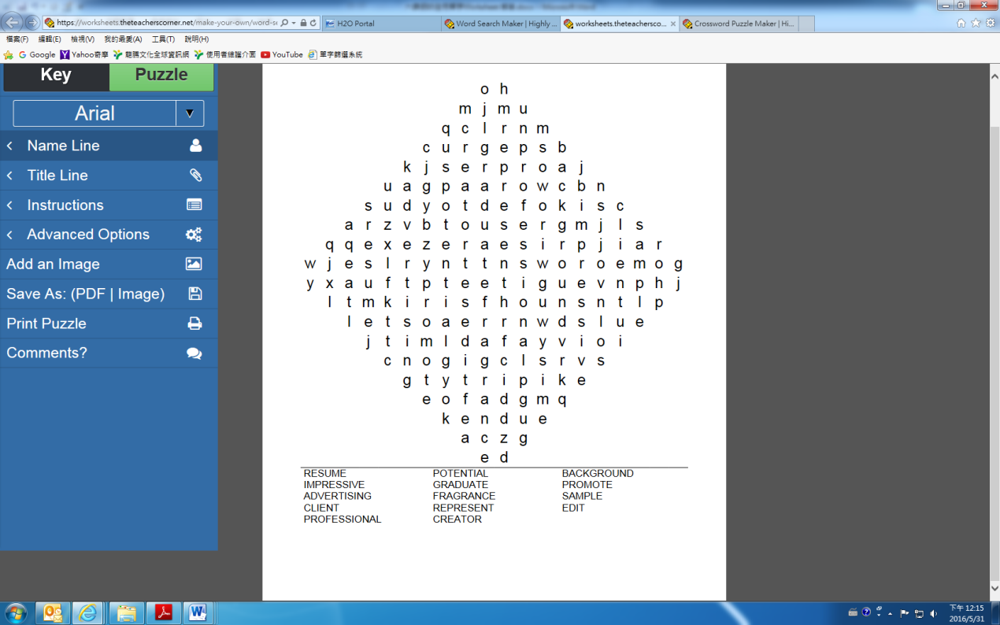 https://worksheets.theteacherscorner.net/make-your-own/word-se
H2O Portal
Word Search Maker | Highly ...
worksheets.theteachersco...
Crossword Puzzle Maker | Hi...
檔案(F) 編輯(E) 檢視(V) 我的最愛(A) 工具(T) 說明(H)
Google Yahoo奇摩 龍騰文化全球資訊網 使用者維護介面 YouTube 單字篩選系統
Key Puzzle
Arial
Name Line
Title Line
Instructions
Advanced Options
Add an Image
Save As: (PDF | Image)
Print Puzzle
Comments?
o h
m j m u
q c l r n m
c u r g e p s b
k j s e r p r o a j
u a g p a a r o w c b n
s u d y o t d e f o k i s c
a r z v b t o u s e r g m j l s
q q e x e z e r a e s i r p j i a r
w j e s l r y n t t n s w o r o e m o g
y x a u f t p t e e t i g u e v n p h j
l t m k i r i s f h o u n s n t l p
l e t s o a e r r n w d s l u e
j t i m l d a f a y v i o i
c n o g i g c l s r v s
g t y t r i p i k e
e o f a d g m q
k e n d u e
a c z g
e d
RESUME POTENTIAL BACKGROUND
IMPRESSIVE GRADUATE PROMOTE
ADVERTISING FRAGRANCE SAMPLE
CLIENT REPRESENT EDIT
PROFESSIONAL CREATOR
下午 12:15
2016/5/31